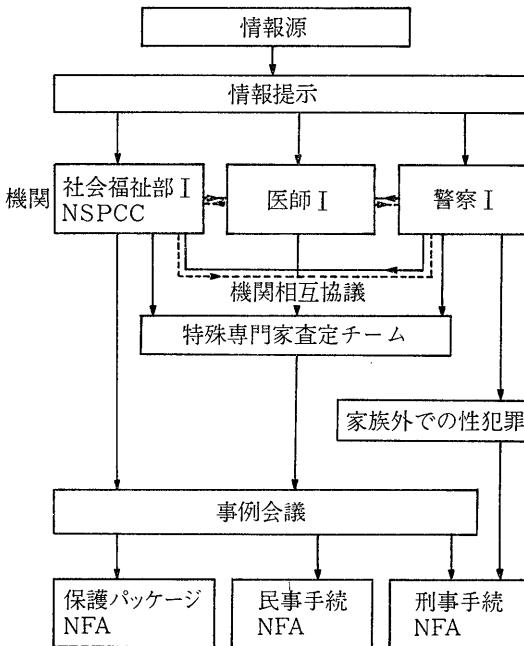 情報源
情報提示
機関
社会福祉部 I
NSPCC
医師 I
警察 I
機関相互協議
特殊専門家査定チーム
家族外での性犯罪
事例会議
保護パッケージ
NFA
民事手続
NFA
刑事手続
NFA